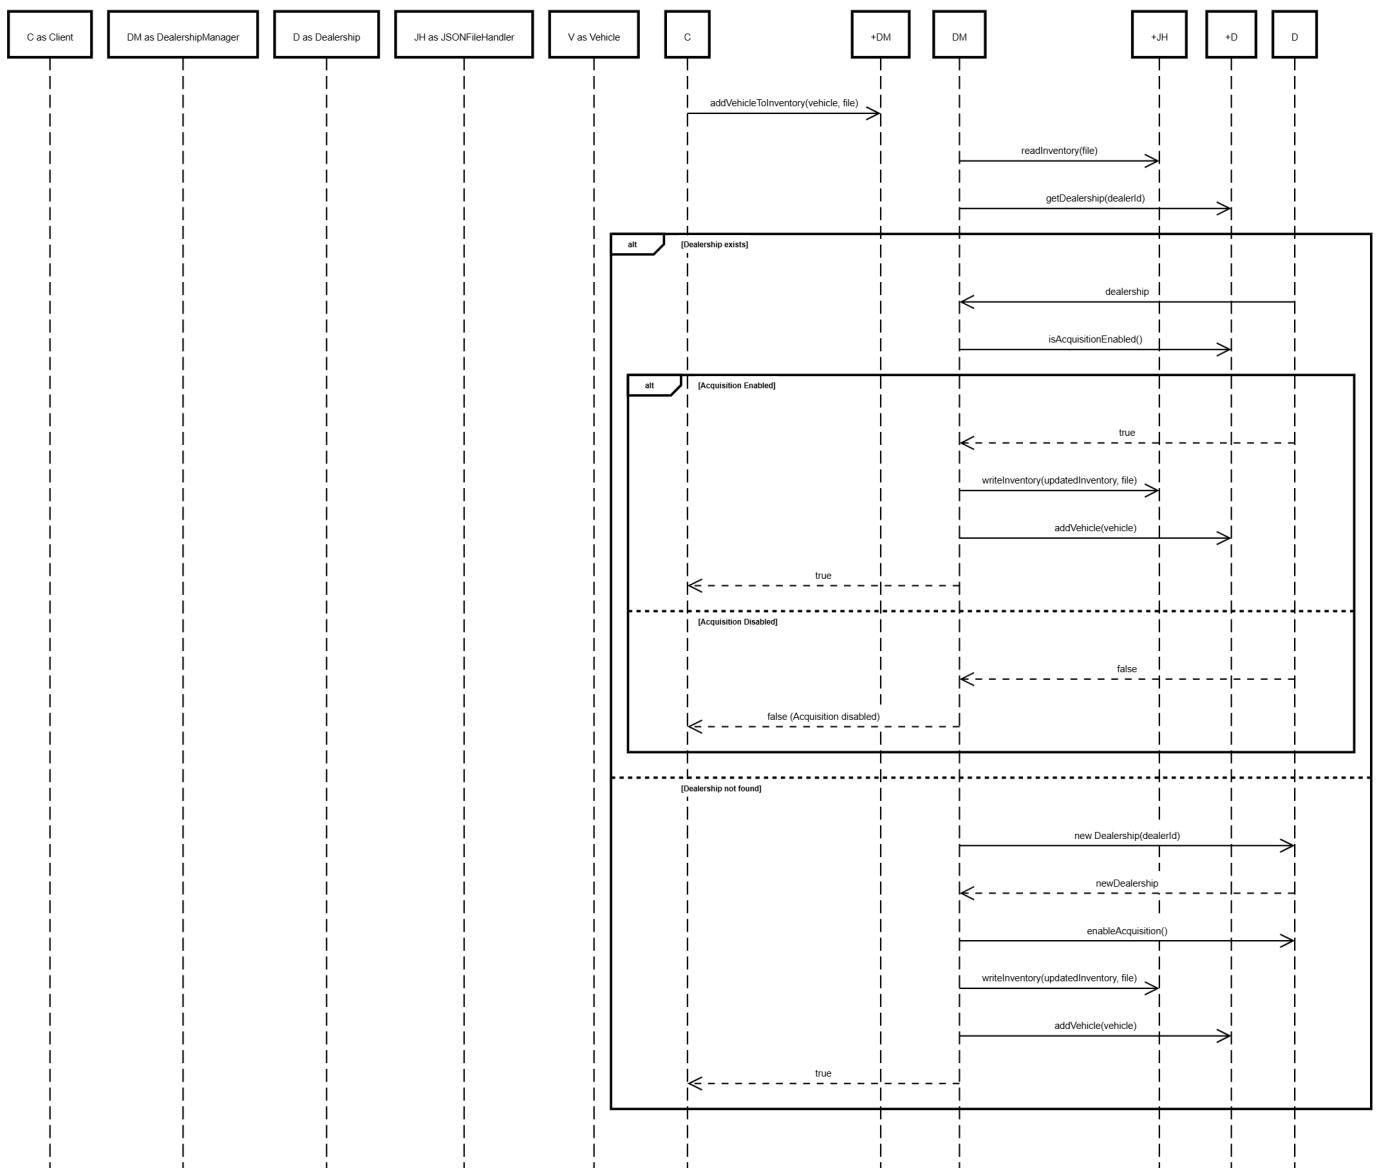 C as Client
DM as DealershipManager
D as Dealership
JH as JSONFileHandler
V as Vehicle
C
+DM
DM
+JH
+D
D
addVehicleToInventory(vehicle, file)
readInventory(file)
getDealership(dealerId)
alt
[Dealership exists]
dealership
isAcquisitionEnabled()
alt
[Acquisition Enabled]
true
writeInventory(updatedInventory, file)
addVehicle(vehicle)
true
[Acquisition Disabled]
false
false (Acquisition disabled)
[Dealership not found]
new Dealership(dealerId)
newDealership
enableAcquisition()
writeInventory(updatedInventory, file)
addVehicle(vehicle)
true